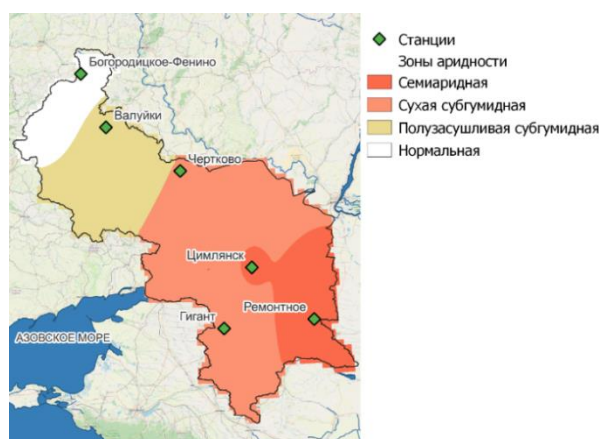 Богородицкое-Фенино
Валуйки
Чертково
Цимлянск
Ремонтное
Гигант
АЗОВСКОЕ МОРЕ
Станции
Зоны аридности
Семиаридная
Сухая субгумидная
Полузасушливая субгумидная
Нормальная